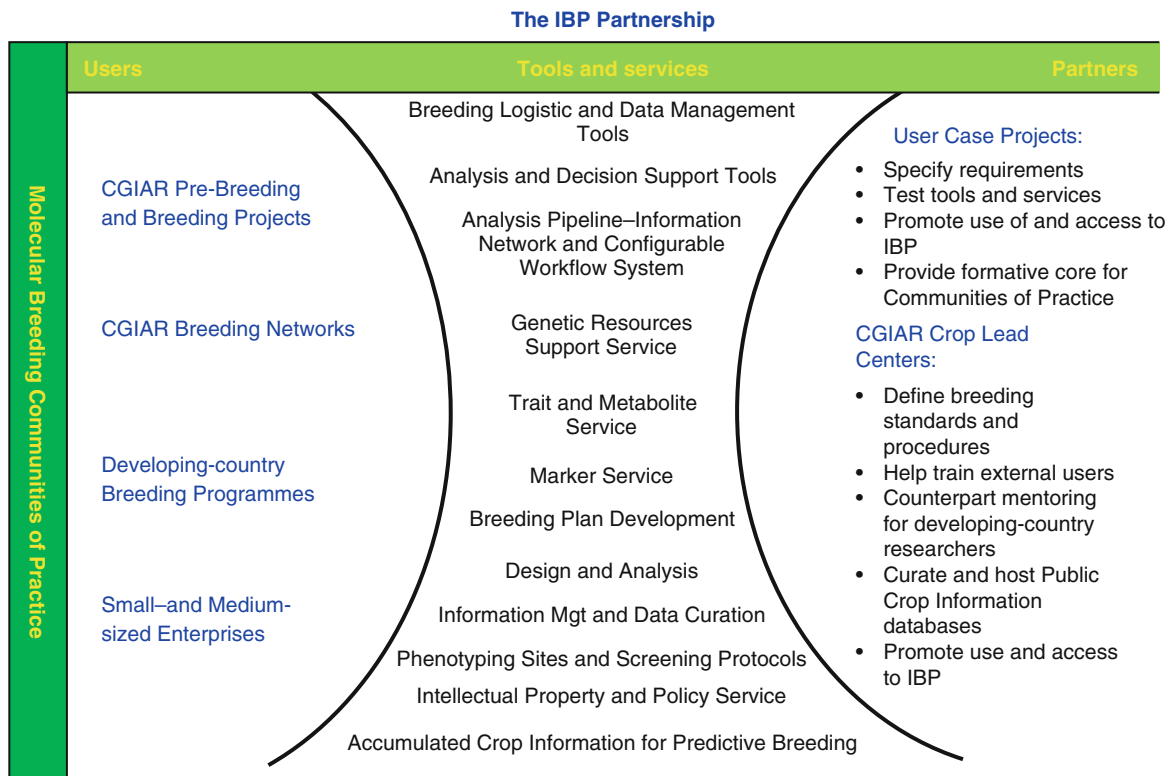 The IBP Partnership
Users
Tools and services
Partners
Molecular Breeding Communities of Practice
CGIAR Pre-Breeding
and Breeding Projects
CGIAR Breeding Networks
Developing-country
Breeding Programmes
Small–and Medium-
sized Enterprises
Breeding Logistic and Data Management
Tools
Analysis and Decision Support Tools
Analysis Pipeline–Information
Network and Configurable
Workflow System
Genetic Resources
Support Service
Trait and Metabolite
Service
Marker Service
Breeding Plan Development
Design and Analysis
Information Mgt and Data Curation
Phenotyping Sites and Screening Protocols
Intellectual Property and Policy Service
Accumulated Crop Information for Predictive Breeding
User Case Projects:
• Specify requirements
• Test tools and services
• Promote use of and access to
IBP
• Provide formative core for
Communities of Practice
CGIAR Crop Lead
Centers:
• Define breeding
standards and
procedures
• Help train external users
• Counterpart mentoring
for developing-country
researchers
• Curate and host Public
Crop Information
databases
• Promote use and access
to IBP